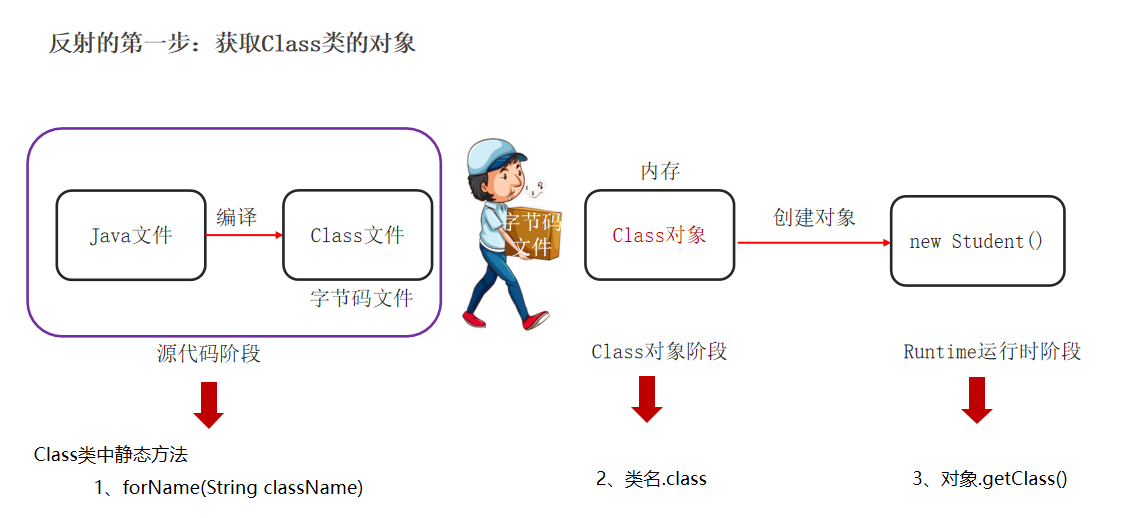 反射的第一步：获取Class类的对象
Java文件
编译
Class文件
字节码文件
源代码阶段
字节码
文件
内存
Class对象
Class对象阶段
创建对象
new Student()
Runtime运行时阶段
Class类中静态方法
1、forName(String className)
2、类名.class
3、对象.getClass()